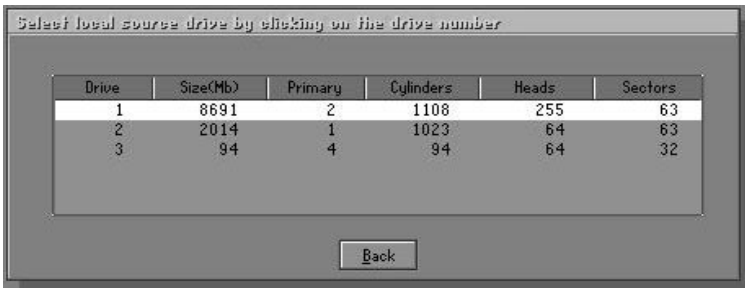 Select local source drive by clicking on the drive number
Drive Size(Mb) Primary Cylinders Heads Sectors
1 8691 2 1108 255 63
2 2014 1 1023 64 63
3 94 4 94 64 32
Back